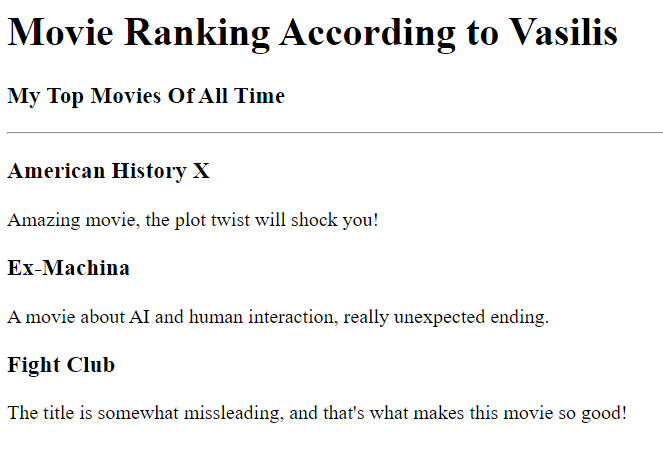 Movie Ranking According to Vasilis
My Top Movies Of All Time
American History X
Amazing movie, the plot twist will shock you!
Ex-Machina
A movie about AI and human interaction, really unexpected ending.
Fight Club
The title is somewhat missleading, and that's what makes this movie so good!